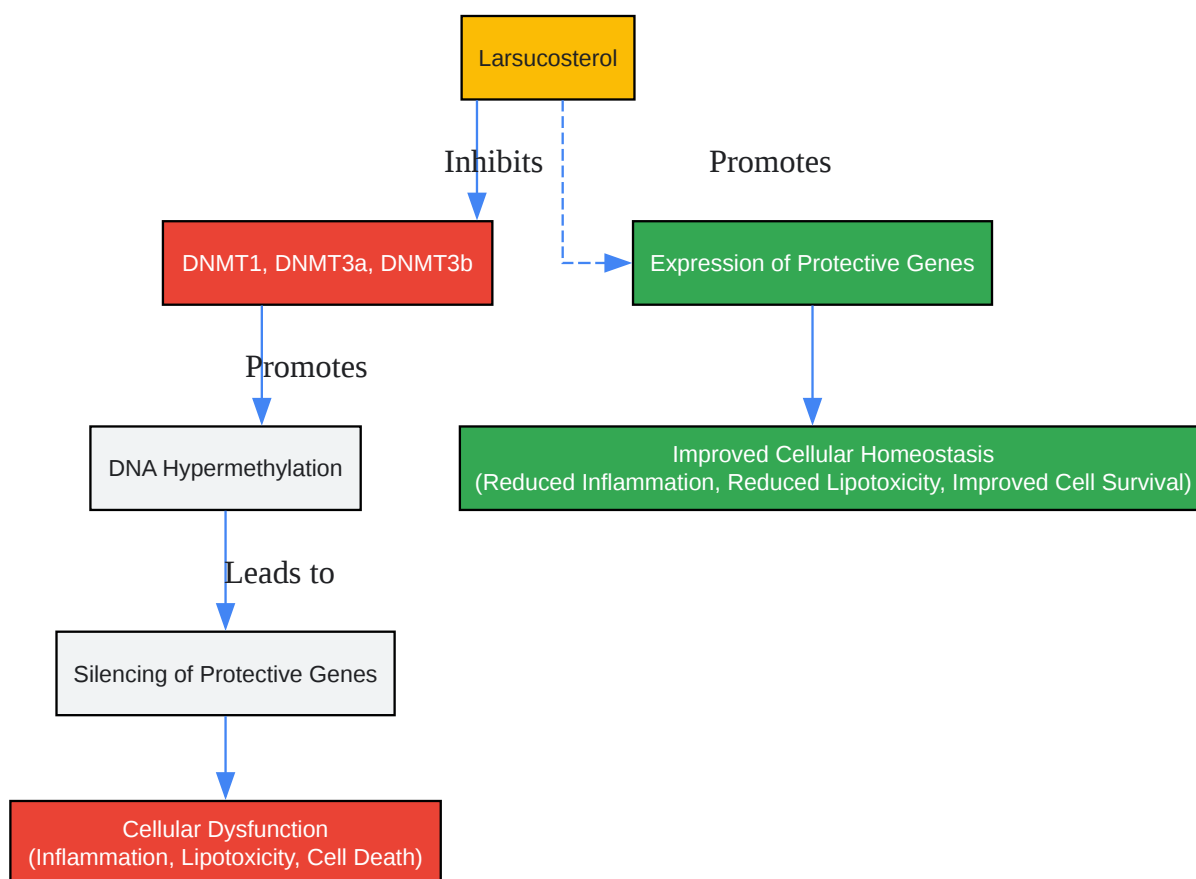 Larsucosterol
Inhibits
Promotes
DNMT1, DNMT3a, DNMT3b
Expression of Protective Genes
Promotes
DNA Hypermethylation
Improved Cellular Homeostasis
(Reduced Inflammation, Reduced Lipotoxicity, Improved Cell Survival)
Leads to
Silencing of Protective Genes
Cellular Dysfunction
(Inflammation, Lipotoxicity, Cell Death)